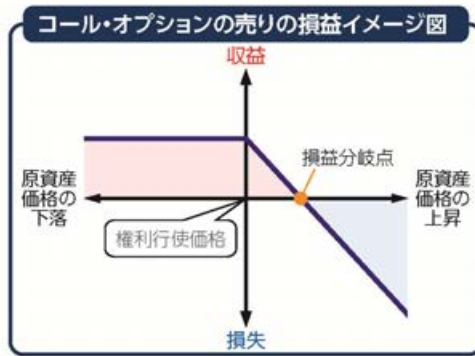 コール・オプションの売りの損益イメージ図
収益
損益分岐点
原資産
価格の
下落
原資産
価格の
上昇
権利行使価格
損失